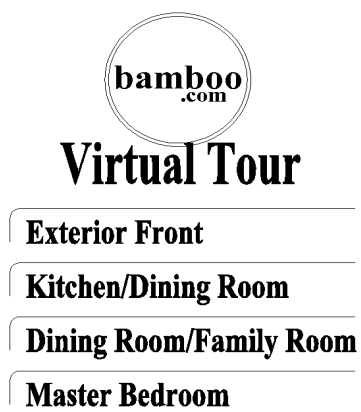 bamboo
.com
Virtual Tour
Exterior Front
Kitchen/Dining Room
Dining Room/Family Room
Master Bedroom